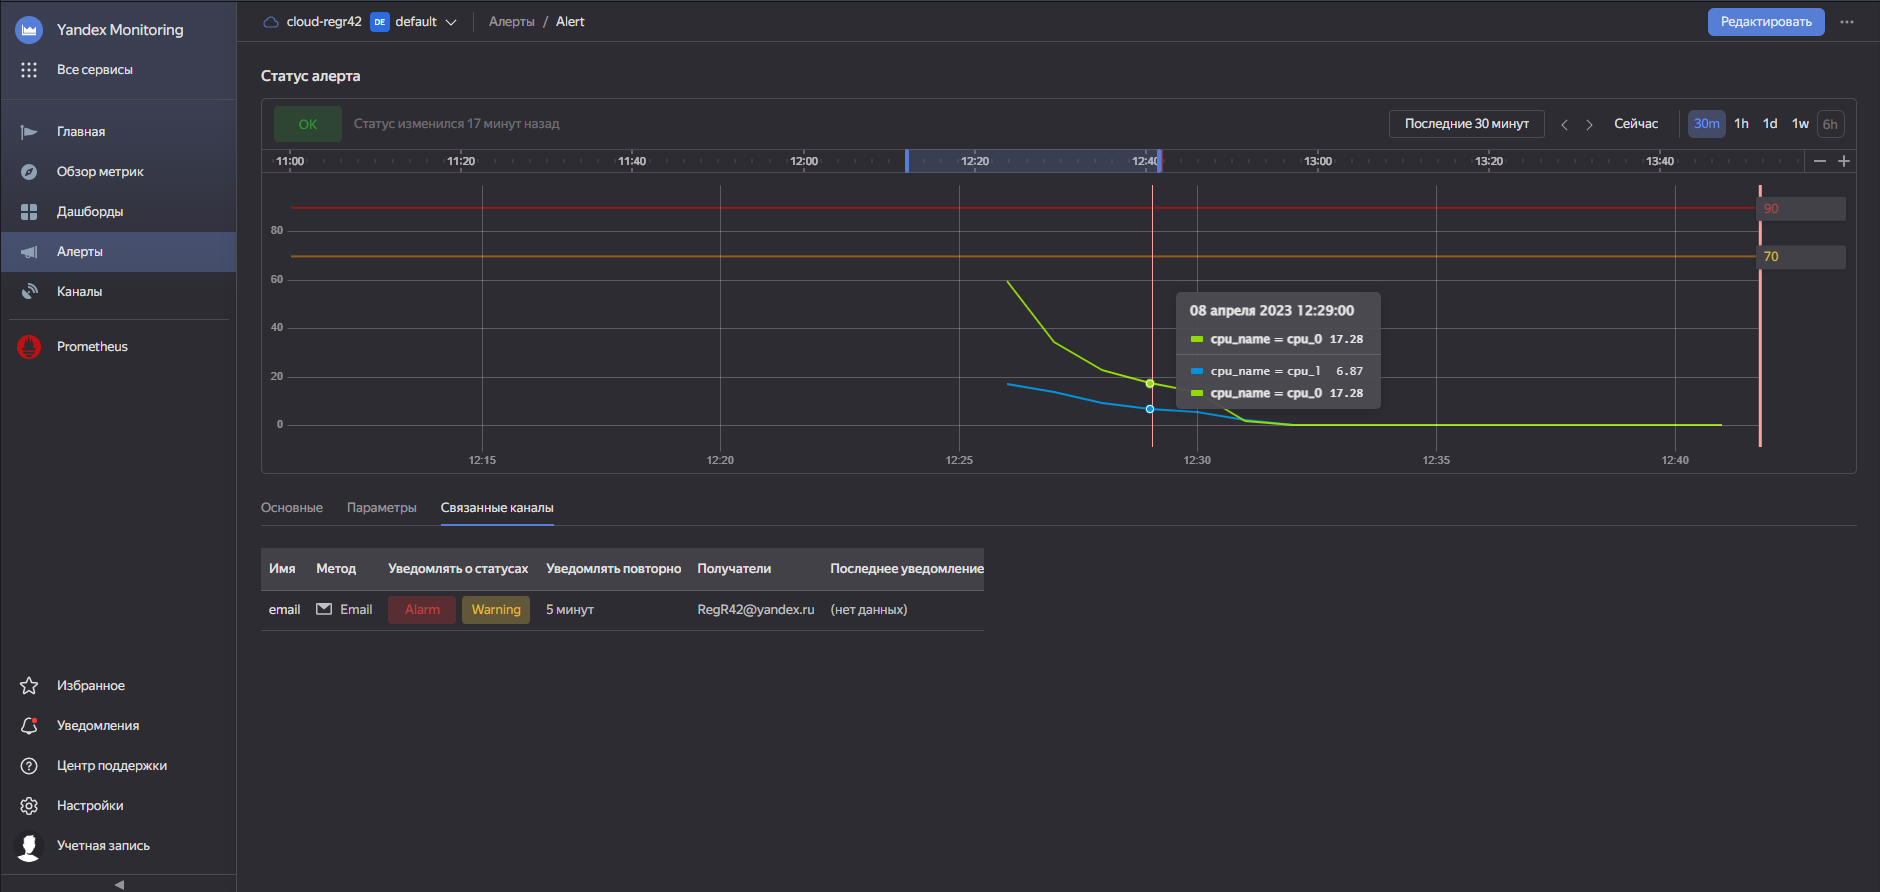 Yandex Monitoring
Все сервисы
Главная
Обзор метрик
Дашборды
Алерты
Каналы
Prometheus
Избранное
Уведомления
Центр поддержки
Настройки
Учетная запись
cloud-regr42 DE default Алерты / Alert
Редактировать
Статус алерта
OK Статус изменился 17 минут назад
Последние 30 минут Сейчас 30m 1h 1d 1w 6h
11:00 11:20 11:40 12:00 12:20 12:40 13:00 13:20 13:40
90
80
70
60
40
20
0
08 апреля 2023 12:29:00
cpu_name = cpu_0 17.28
cpu_name = cpu_1 6.87
cpu_name = cpu_0 17.28
12:15 12:20 12:25 12:30 12:35 12:40
Основные Параметры Связанные каналы
Имя Метод Уведомлять о статусах Уведомлять повторно Получатели Последнее уведомление
email Email Alarm Warning 5 минут RegR42@yandex.ru (нет данных)